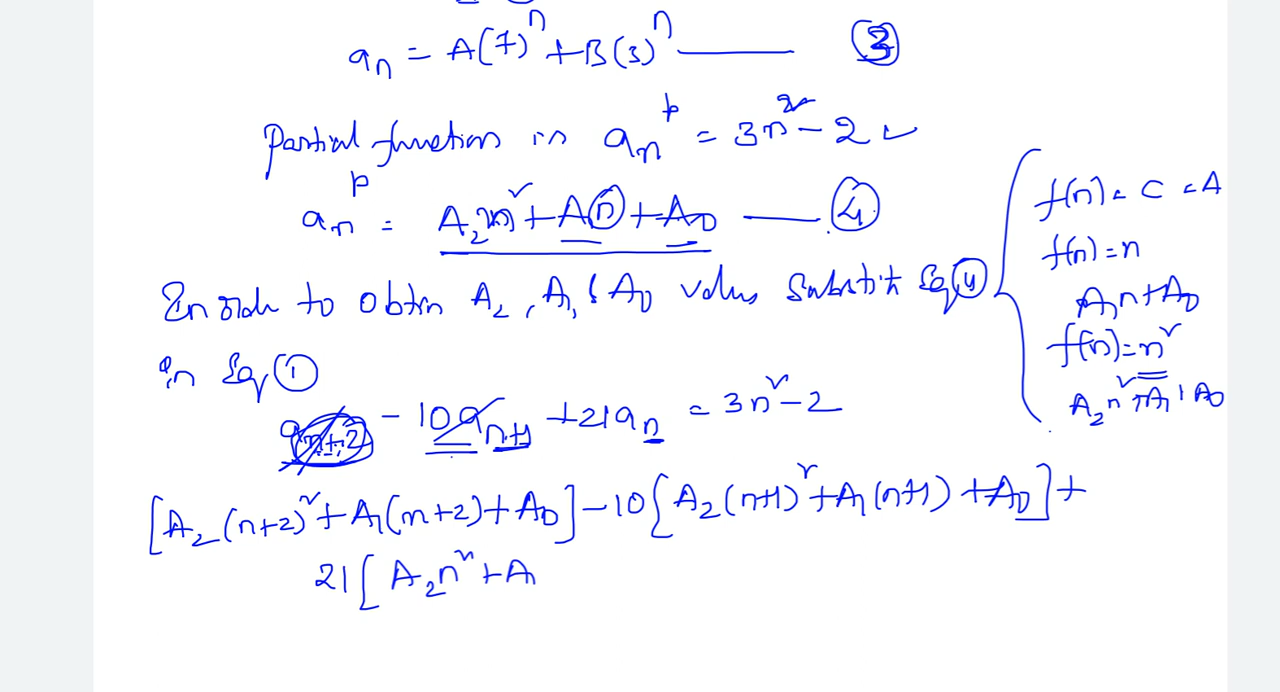 aₙ = A(7)ⁿ + B(3)ⁿ —— ③
Partial function is aₙᵖ = 3n² - 2
aₙᵖ = A₂n² + A₁n + A₀ —— ④
In order to obtain A₂, A₁ & A₀ values substitute Eq ④
in Eq ①
aₙ₊₂ - 10aₙ₊₁ + 21aₙ = 3n² - 2
[A₂(n+2)² + A₁(n+2) + A₀] - 10[A₂(n+1)² + A₁(n+1) + A₀] +
21[A₂n² + A₁
f(n) = C = A
f(n) = n
A₁n + A₀
f(n) = n²
A₂n² + A₁ + A₀